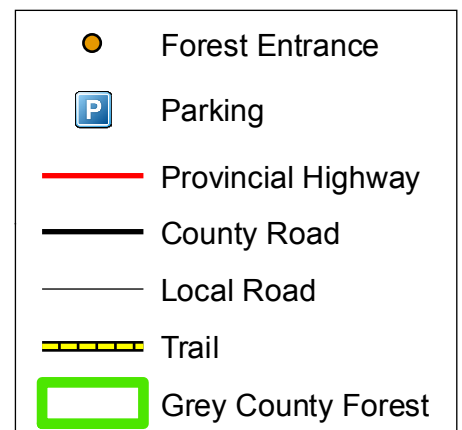 Forest Entrance
P Parking
Provincial Highway
County Road
Local Road
Trail
Grey County Forest